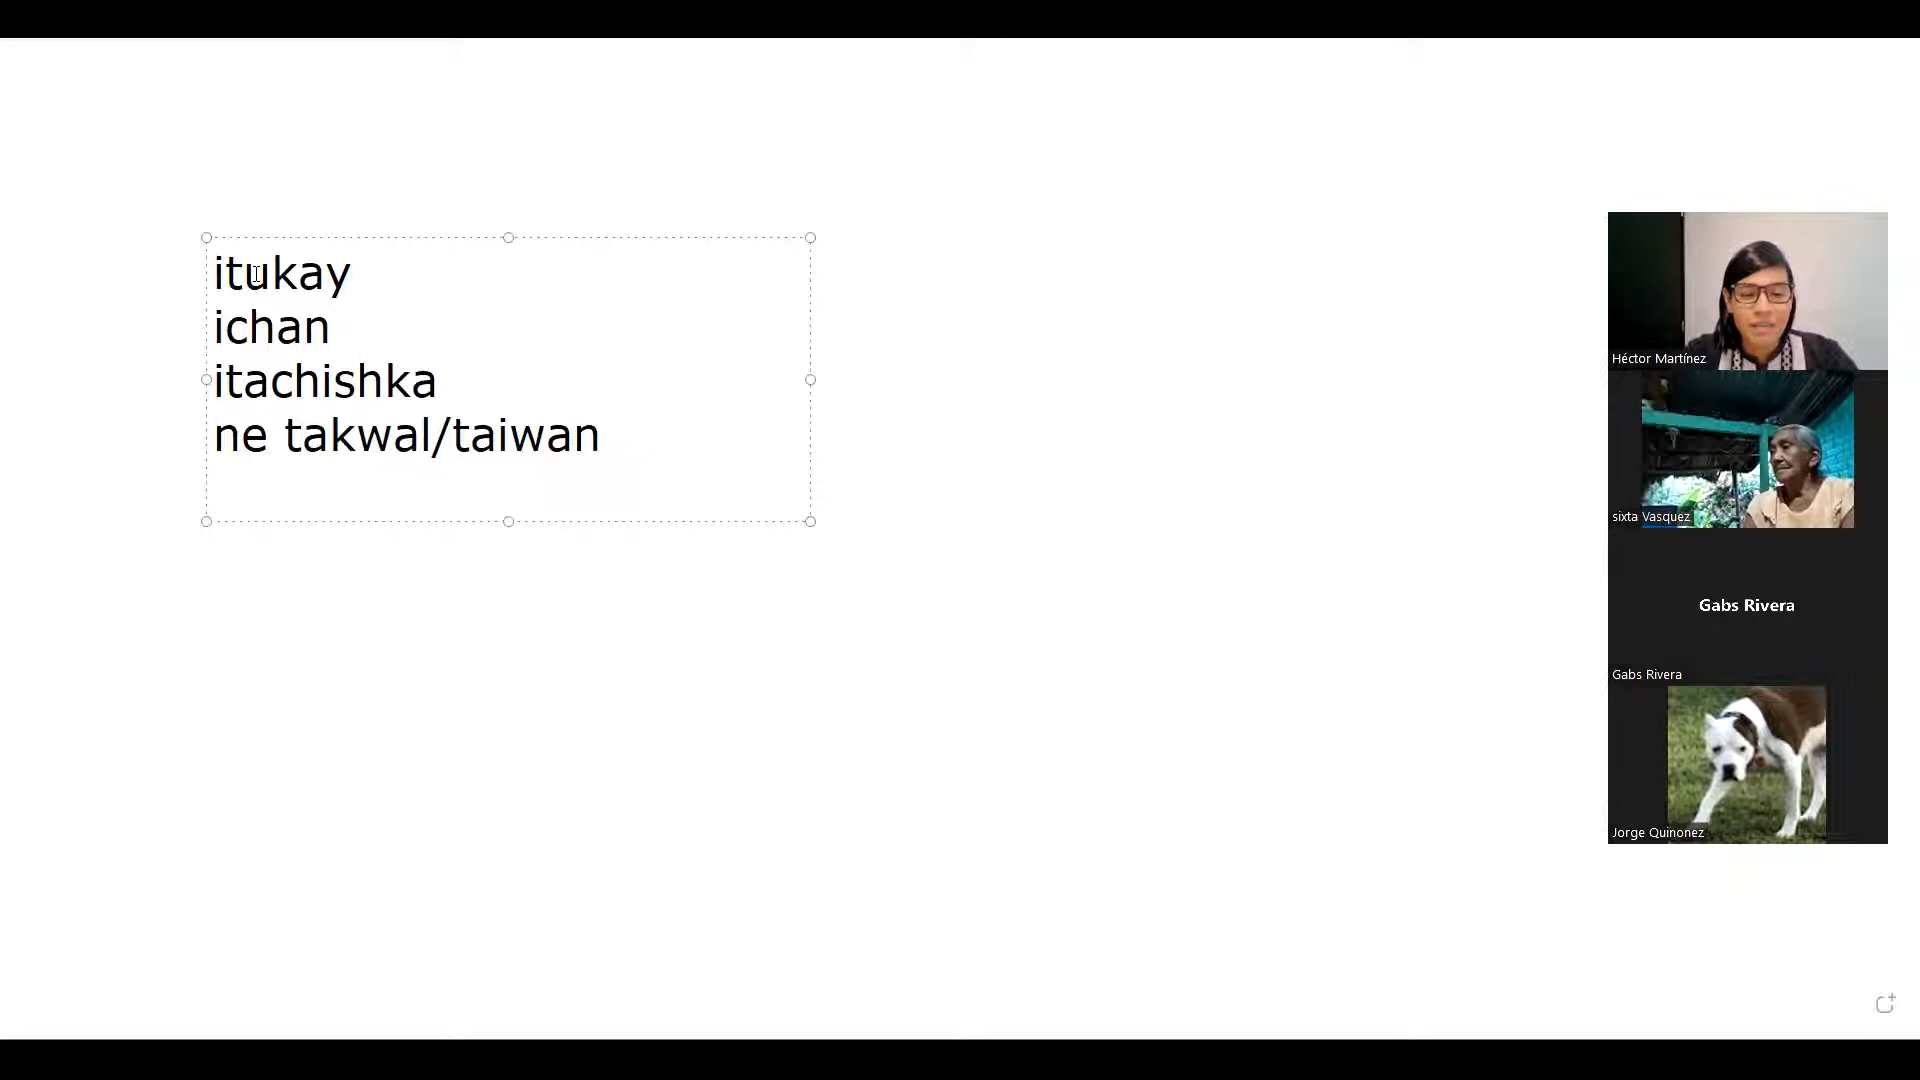 itukay
ichan
itachishka
ne takwal/taiwan
Héctor Martínez
sixta Vasquez
Gabs Rivera
Gabs Rivera
Jorge Quinonez